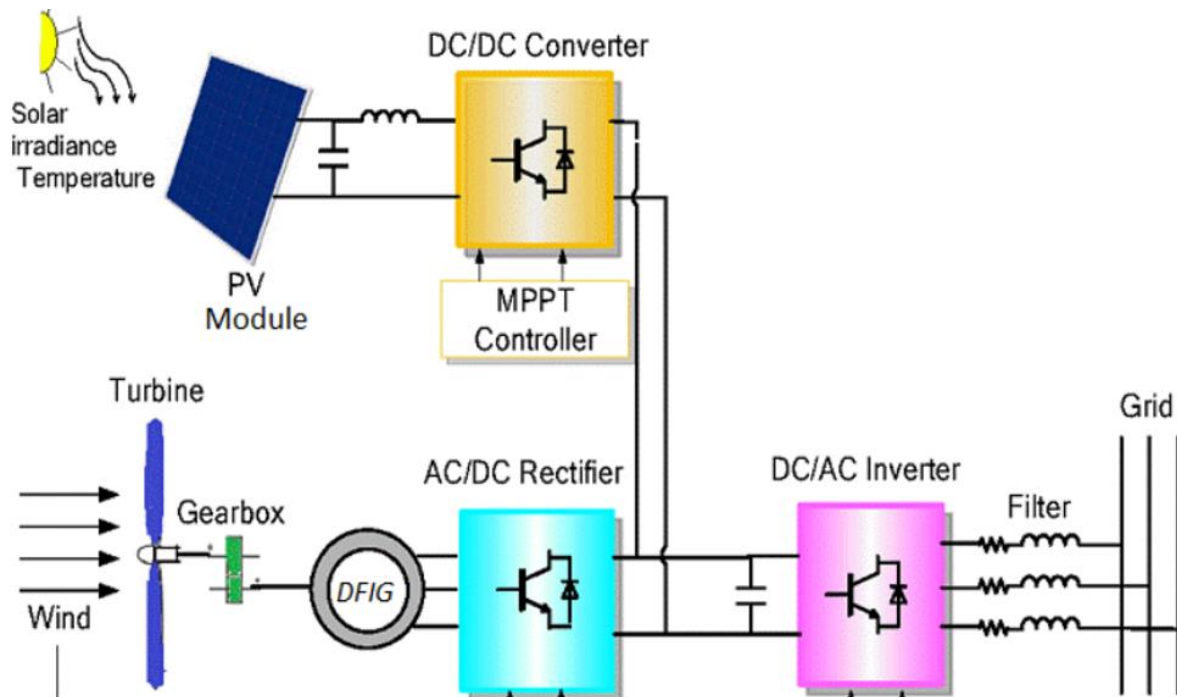 DC/DC Converter
Solar
irradiance
Temperature
PV
Module
MPPT
Controller
Turbine
Grid
AC/DC Rectifier
DC/AC Inverter
Gearbox
Filter
DFIG
Wind